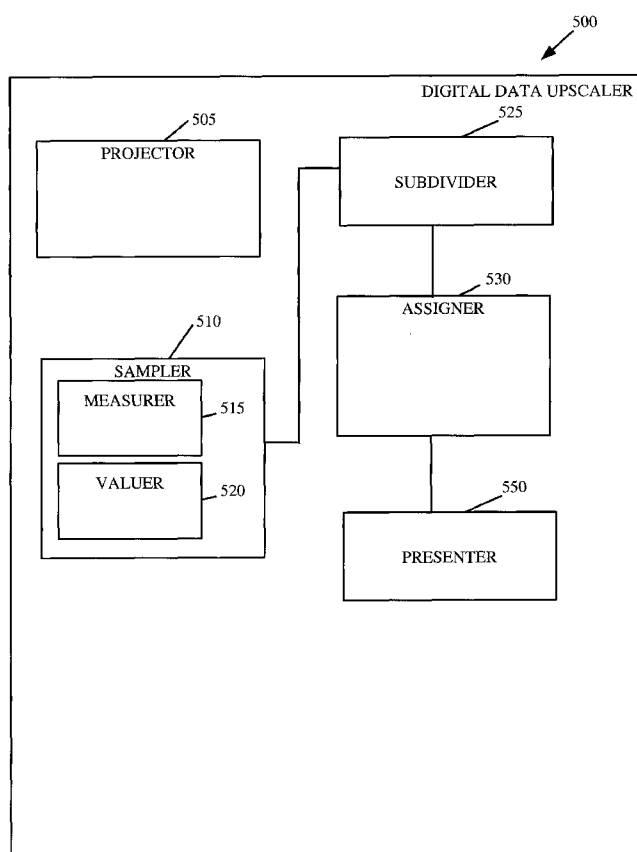 500
DIGITAL DATA UPSCALER
505
PROJECTOR
525
SUBDIVIDER
530
ASSIGNER
510
SAMPLER
MEASURER
515
VALUER
520
550
PRESENTER